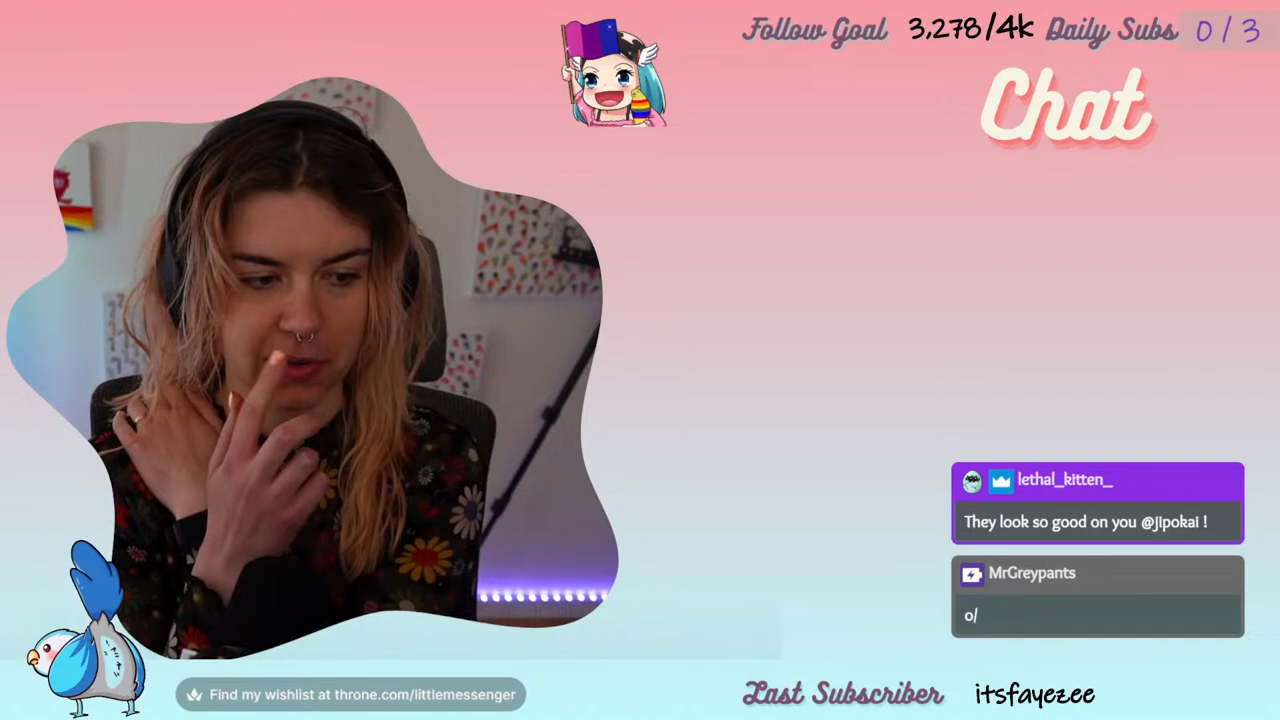 Follow Goal 3,278/4k Daily Subs 0 / 3
Chat
lethal_kitten_
They look so good on you @jipokai !
MrGreypants
o/
Find my wishlist at throne.com/littlemessenger
Last Subscriber itsfayezee